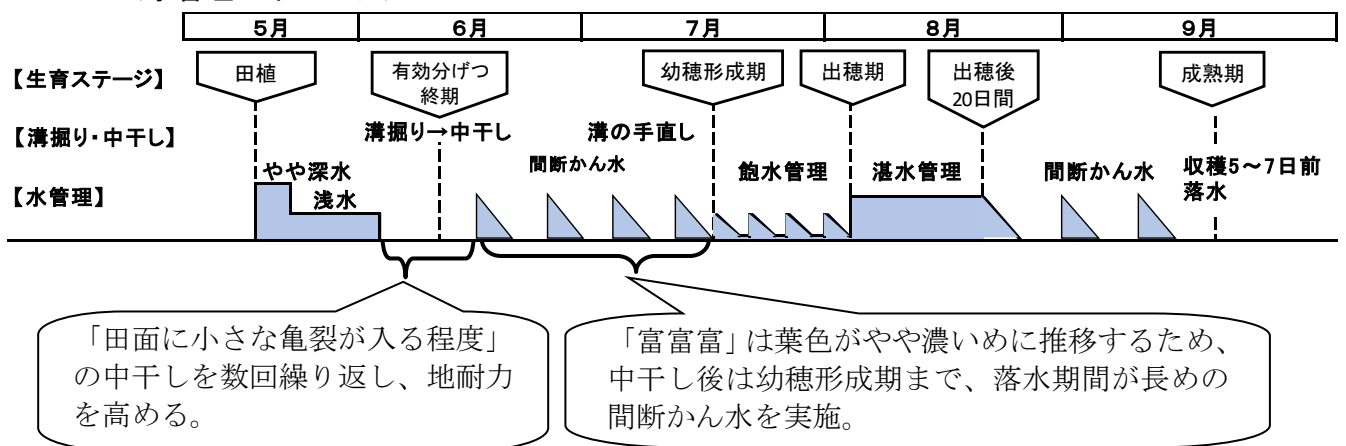 5月 6月 7月 8月 9月
【生育ステージ】 田植 有効分げつ 幼穂形成期 出穂期 出穂後 成熟期
終期 20日間
【溝掘り・中干し】 溝掘り→中干し 溝の手直し
【水管理】 やや深水 間断かん水 飽水管理 湛水管理 間断かん水 収穫5～7日前
浅水 落水
「田面に小さな亀裂が入る程度」
の中干しを数回繰り返し、地耐力
を高める。
「富富富」は葉色がやや濃いめに推移するため、
中干し後は幼穂形成期まで、落水期間が長めの
間断かん水を実施。